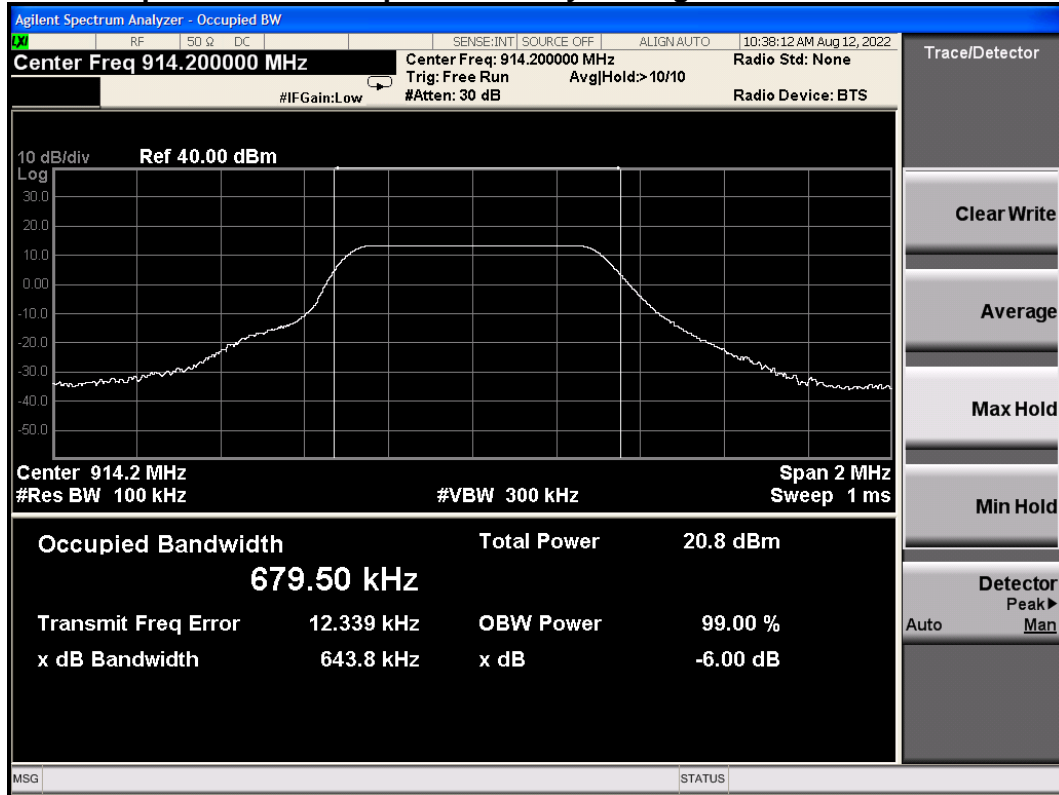 Agilent Spectrum Analyzer - Occupied BW
LXI RF 50 Ω DC SENSE:INT SOURCE OFF ALIGN AUTO 10:38:12 AM Aug 12, 2022
Center Freq 914.200000 MHz
Center Freq: 914.200000 MHz
Radio Std: None
Trig: Free Run Avg|Hold:> 10/10
#IFGain:Low #Atten: 30 dB Radio Device: BTS
10 dB/div Ref 40.00 dBm
Log
30.0
20.0
10.0
0.00
-10.0
-20.0
-30.0
-40.0
-50.0
Center 914.2 MHz Span 2 MHz
#Res BW 100 kHz #VBW 300 kHz Sweep 1 ms
Occupied Bandwidth Total Power 20.8 dBm
679.50 kHz
Transmit Freq Error 12.339 kHz OBW Power 99.00 %
x dB Bandwidth 643.8 kHz x dB -6.00 dB
MSG STATUS
Trace/Detector
Clear Write
Average
Max Hold
Min Hold
Detector
Peak▶
Auto Man